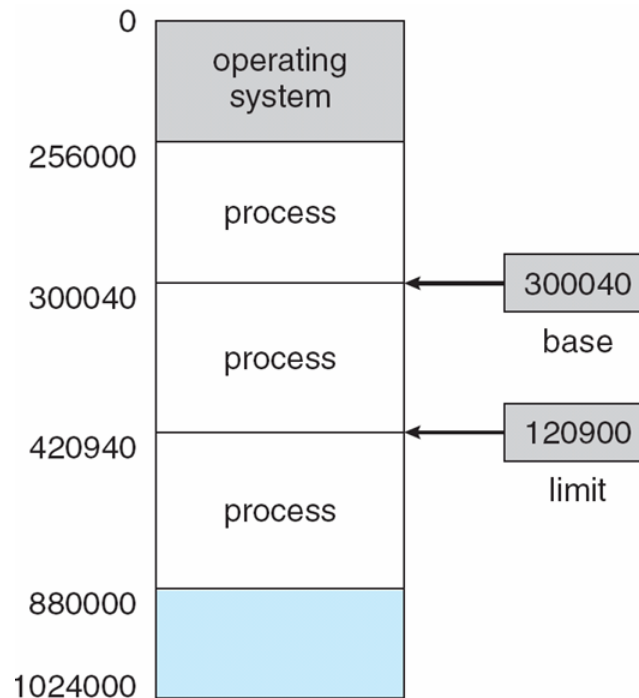 0
operating
system
256000
process
300040
300040
base
process
420940
120900
limit
process
880000
1024000